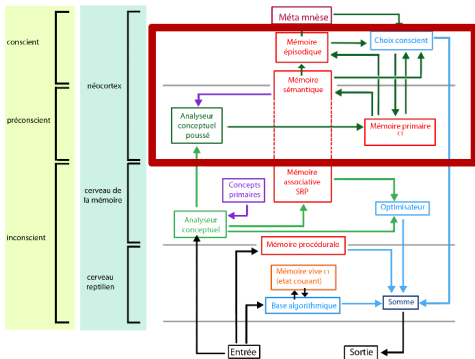 Méta mnèse
conscient
Mémoire
épisodique
Choix conscient
néocortex
Mémoire
sémantique
préconscient
Analyseur
conceptuel
poussé
Mémoire primaire
CT
Concepts
primaires
Mémoire
associative
SRP
cerveau de
la mémoire
Optimisateur
Analyseur
conceptuel
inconscient
Mémoire procédurale
cerveau
reptilien
Mémoire vive CT
(etat courant)
Base algorithmique
Somme
Entrée
Sortie